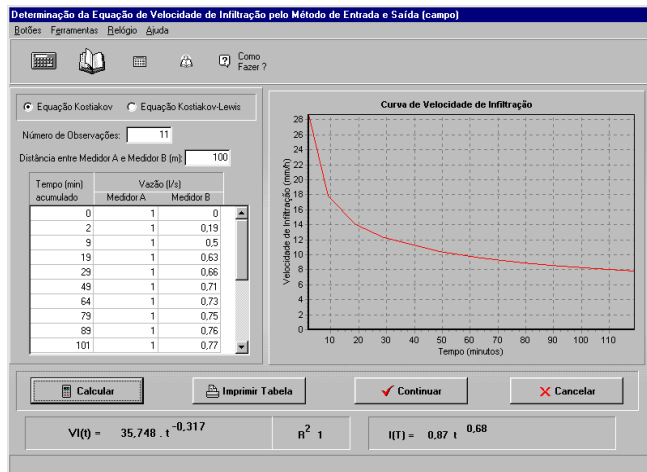 Determinação da Equação de Velocidade de Infiltração pelo Método de Entrada e Saída (campo)
Botões Ferramentas Relógio Ajuda
Como Fazer ?
Equação Kostiakov Equação Kostiakov-Lewis
Número de Observações: 11
Distância entre Medidor A e Medidor B (m): 100
Tempo (min) Vazão (l/s)
acumulado Medidor A Medidor B
0 1 0
2 1 0,19
9 1 0,5
19 1 0,63
29 1 0,66
49 1 0,71
64 1 0,73
79 1 0,75
89 1 0,76
101 1 0,77
Curva de Velocidade de Infiltração
Velocidade de Infiltração (mm/h)
28
26
24
22
20
18
16
14
12
10
8
6
4
2
0
10 20 30 40 50 60 70 80 90 100 110
Tempo (minutos)
Calcular Imprimir Tabela Continuar Cancelar
VI(t) = 35,748 . t -0,317 R 2 1 I(T) = 0,87 t 0,68